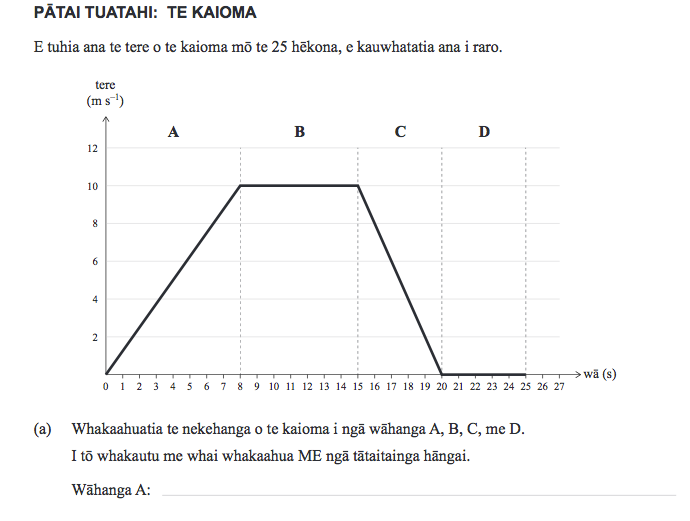 PĀTAI TUATAHI: TE KAIOMA
E tuhia ana te tere o te kaioma mō te 25 hēkona, e kauwhatatia ana i raro.
tere
(m s⁻¹)
A B C D
12
10
8
6
4
2
0 1 2 3 4 5 6 7 8 9 10 11 12 13 14 15 16 17 18 19 20 21 22 23 24 25 26 27
wā (s)
(a) Whakaahuatia te nekehanga o te kaioma i ngā wāhanga A, B, C, me D.
I tō whakautu me whai whakaahua ME ngā tātaitainga hāngai.
Wāhanga A: